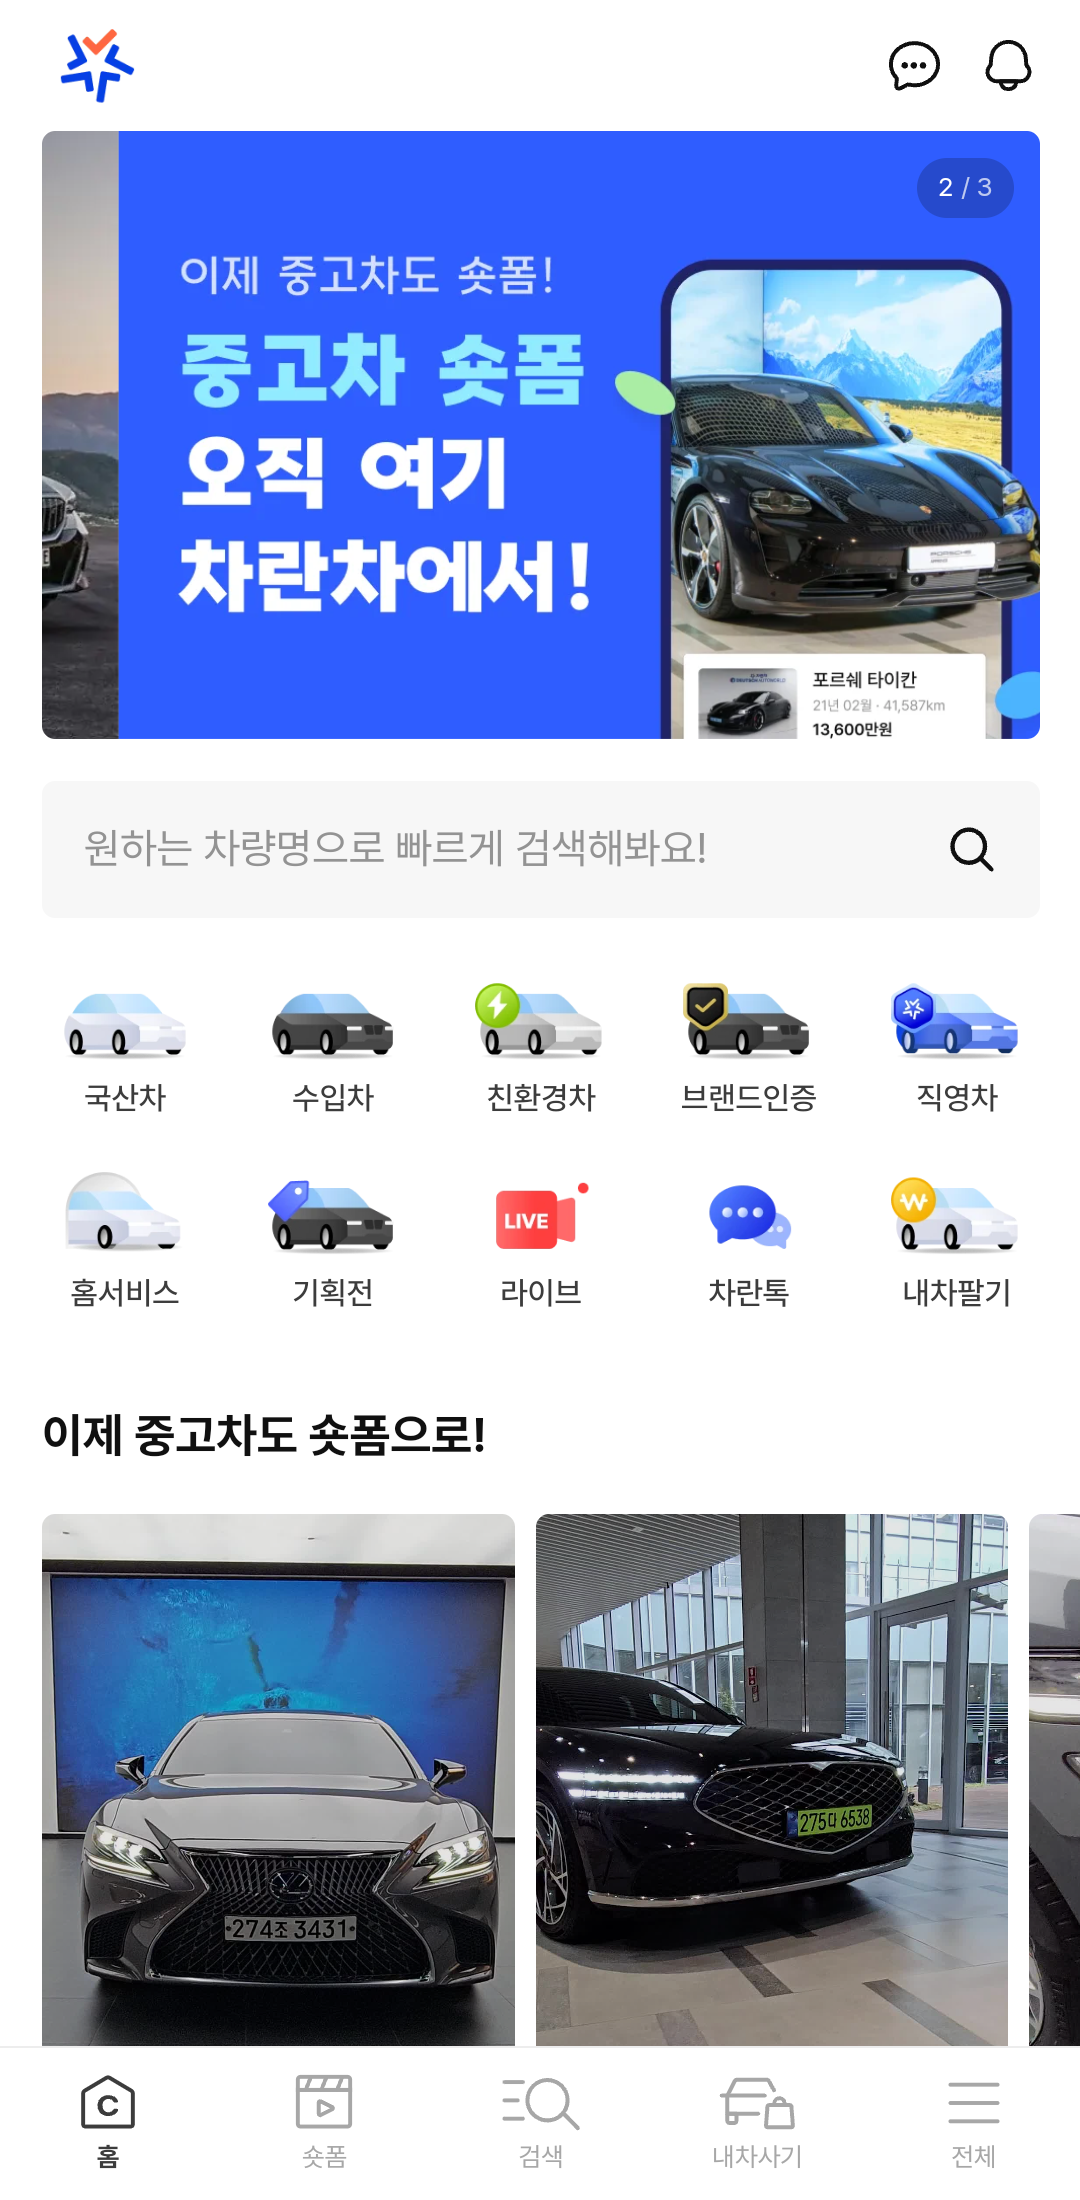 2 / 3
이제 중고차도 숏폼!
중고차 숏폼
오직 여기
차란차에서!
PORSCHE
포르쉐 타이칸
21년 02월 · 41,587km
13,600만원
원하는 차량명으로 빠르게 검색해봐요!
국산차
수입차
친환경차
브랜드인증
직영차
LIVE
홈서비스
기획전
라이브
차란톡
내차팔기
이제 중고차도 숏폼으로!
274조 3431
275다 6538
C
홈
숏폼
검색
내차사기
전체